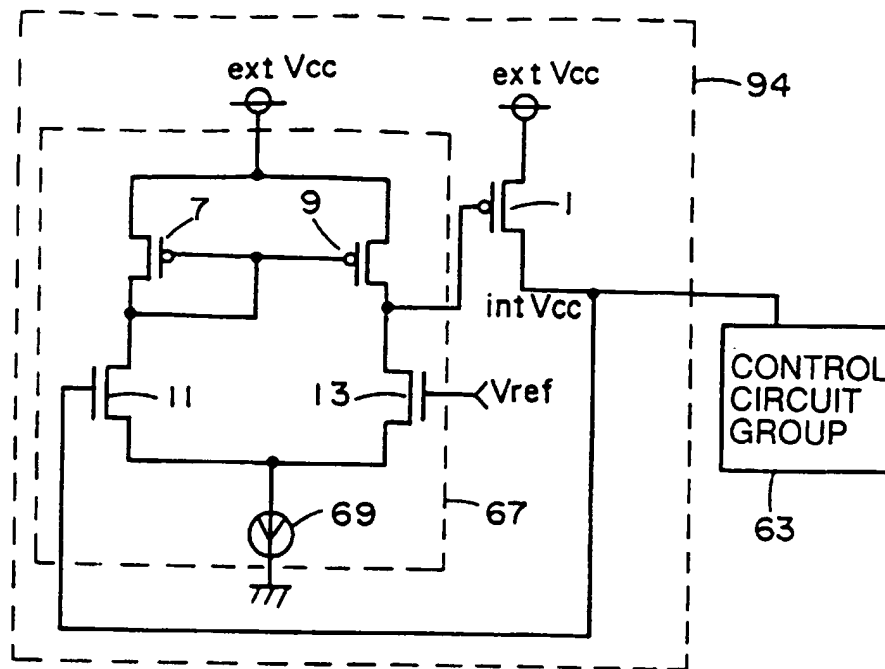 ext Vcc
ext Vcc
94
7
9
1
int Vcc
11
13
Vref
CONTROL
CIRCUIT
GROUP
69
67
63